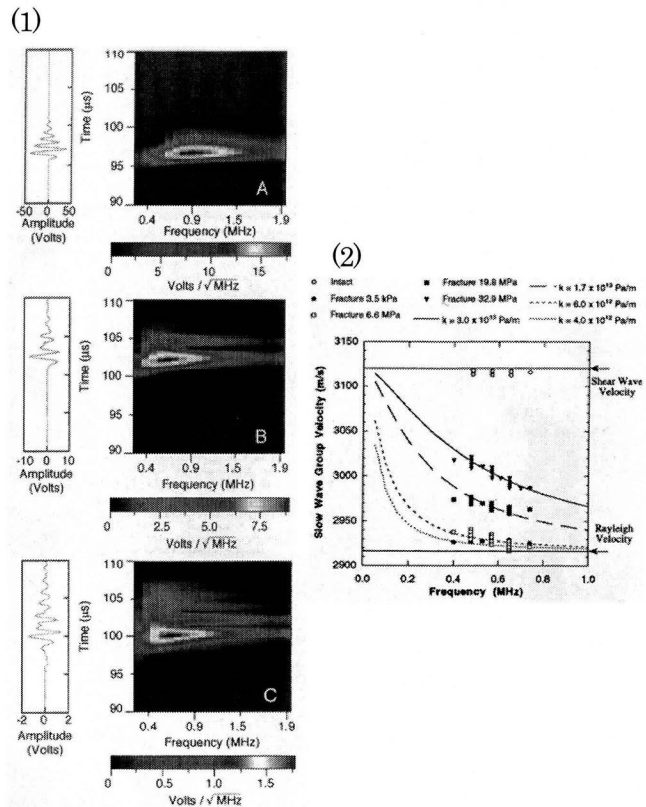 (1)
110
105
100
95
90
Time (μs)
-50 0 50
Amplitude
(Volts)
A
0.4 0.9 1.5 1.9
Frequency (MHz)
0 5 10 15
Volts / √MHz
110
105
100
95
90
Time (μs)
-10 0 10
Amplitude
(Volts)
B
0.4 0.9 1.5 1.9
Frequency (MHz)
0 2.5 5.0 7.5
Volts / √MHz
110
105
100
95
90
Time (μs)
-2 0 2
Amplitude
(Volts)
C
0.4 0.9 1.5 1.9
Frequency (MHz)
0 0.5 1.0 1.5
Volts / √MHz
(2)
Intact
Fracture 3.5 kPa
Fracture 6.6 MPa
Fracture 19.8 MPa
Fracture 32.9 MPa
k = 3.0 x 10¹³ Pa/m
k = 1.7 x 10¹³ Pa/m
k = 6.0 x 10¹² Pa/m
k = 4.0 x 10¹² Pa/m
3150
3100
3050
3000
2950
2900
Slow Wave Group Velocity (m/s)
Shear Wave
Velocity
Rayleigh
Velocity
0.0 0.2 0.4 0.6 0.8 1.0
Frequency (MHz)